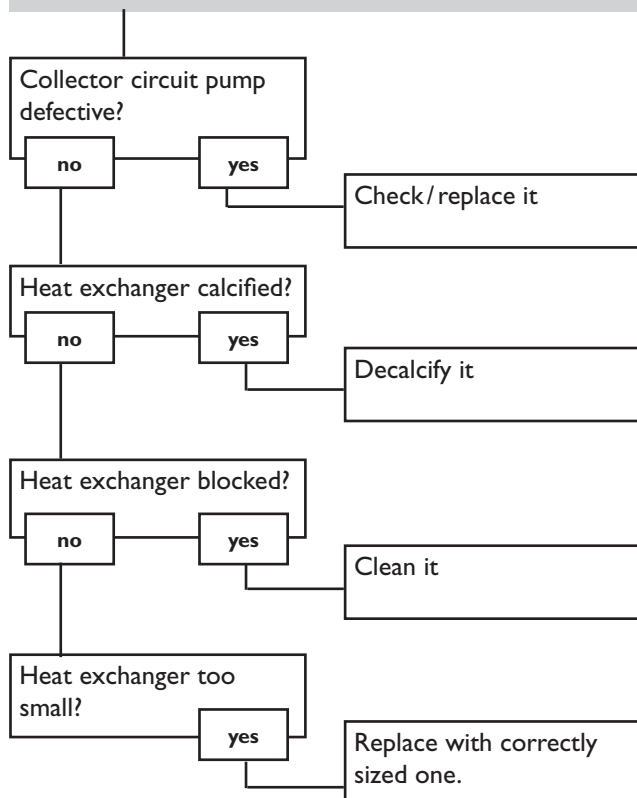 Collector circuit pump
defective?
no
yes
Check / replace it
Heat exchanger calcified?
no
yes
Decalcify it
Heat exchanger blocked?
no
yes
Clean it
Heat exchanger too
small?
yes
Replace with correctly
sized one.